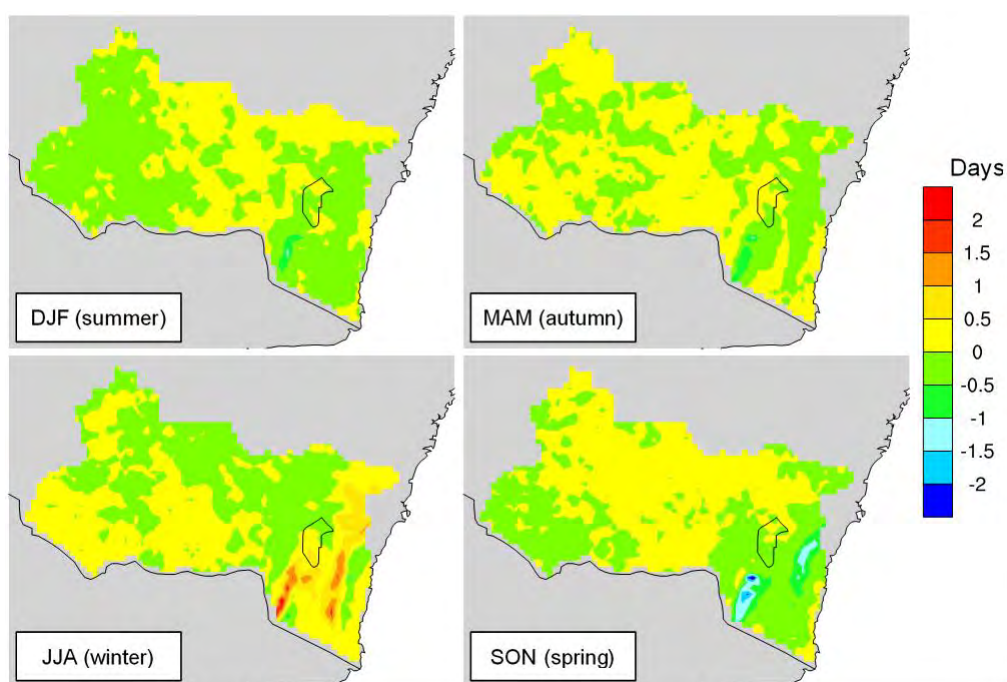 Days
2
1.5
1
0.5
0
-0.5
-1
-1.5
-2
DJF (summer)
MAM (autumn)
JJA (winter)
SON (spring)